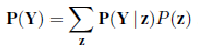 P(Y) = ∑_z P(Y | z)P(z)